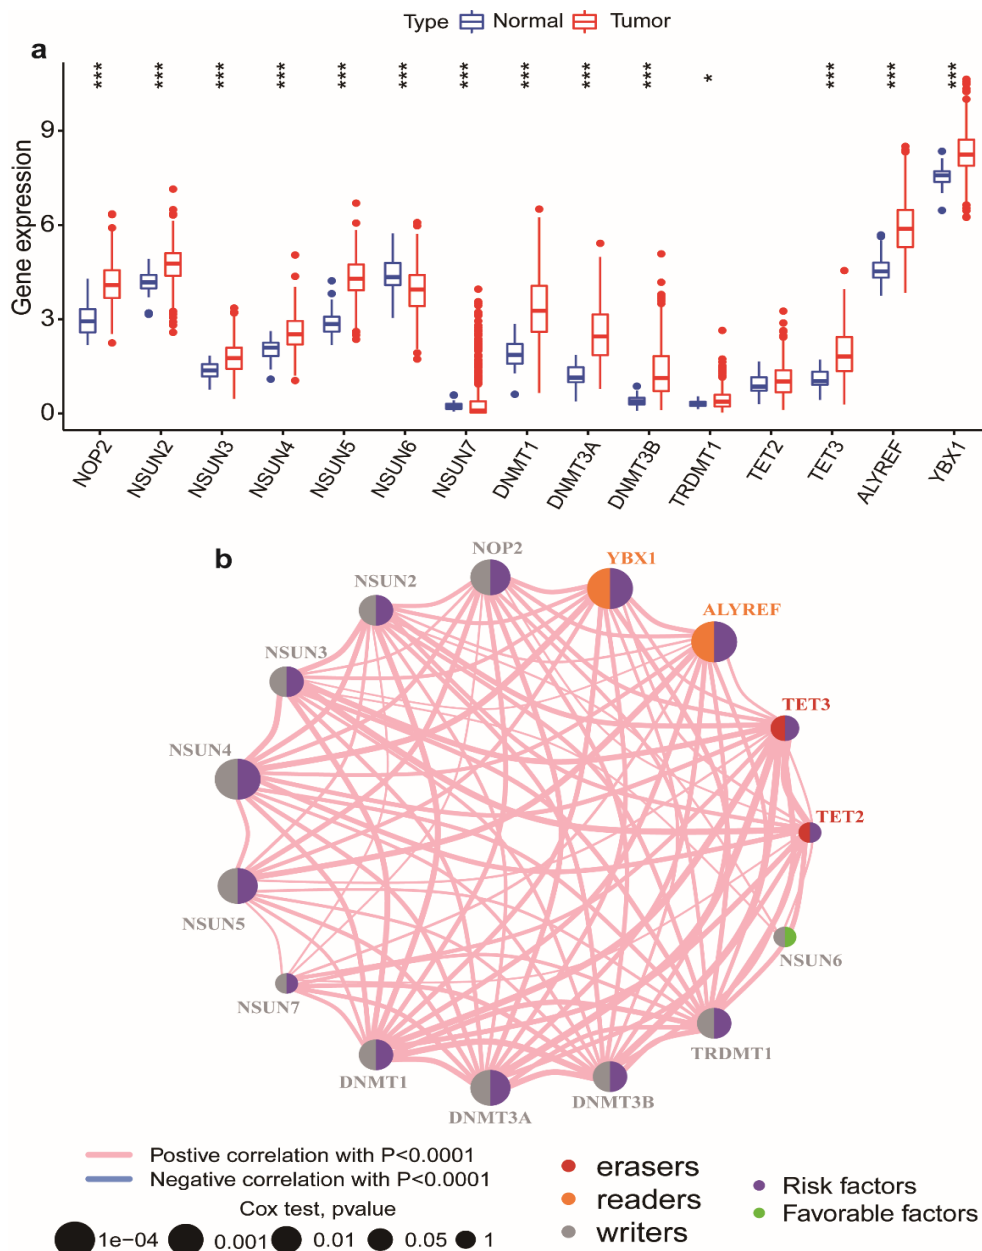 Type Normal Tumor
a
*** *** *** *** *** *** *** *** *** *** * *** *** ***
Gene expression
9
6
3
0
NOP2 NSUN2 NSUN3 NSUN4 NSUN5 NSUN6 NSUN7 DNMT1 DNMT3A DNMT3B TRDMT1 TET2 TET3 ALYREF YBX1
b
NOP2
YBX1
NSUN2
ALYREF
NSUN3
TET3
NSUN4
TET2
NSUN5
NSUN6
NSUN7
TRDMT1
DNMT1
DNMT3B
DNMT3A
Postive correlation with P<0.0001
Negative correlation with P<0.0001
Cox test, pvalue
1e−04 0.001 0.01 0.05 1
erasers
readers
writers
Risk factors
Favorable factors